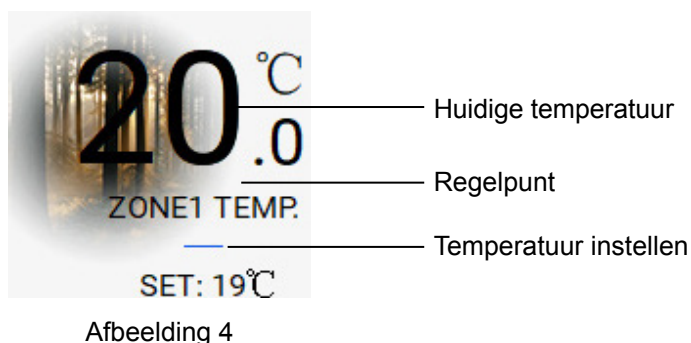 20.0 ℃
Huidige temperatuur
Regelpunt
ZONE1 TEMP.
Temperatuur instellen
SET: 19℃
Afbeelding 4